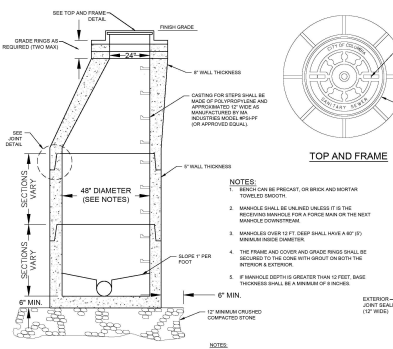 SEE TOP AND FRAME
DETAIL
FINISH GRADE
GRADE RINGS AS
REQUIRED (TWO MAX)
24"
8" WALL THICKNESS
CASTING FOR STEPS SHALL BE
MADE OF POLYPROPYLENE AND
APPROXIMATED 12" WIDE AS
MANUFACTURED BY MA
INDUSTRIES MODEL #PSI-PF
(OR APPROVED EQUAL).
SEE
JOINT
DETAIL
5" WALL THICKNESS
SECTIONS
VARY
48" DIAMETER
(SEE NOTES)
SECTIONS
VARY
SLOPE 1" PER
FOOT
6" MIN.
6" MIN.
12" MINIMUM CRUSHED
COMPACTED STONE
CITY OF COLUMBIA
SANITARY SEWER
TOP AND FRAME
NOTES:
1. BENCH CAN BE PRECAST, OR BRICK AND MORTAR
TOWELED SMOOTH.
2. MANHOLE SHALL BE UNLINED UNLESS IT IS THE
RECEIVING MANHOLE FOR A FORCE MAIN OR THE NEXT
MANHOLE DOWNSTREAM.
3. MANHOLES OVER 12 FT. DEEP SHALL HAVE A 60" (5')
MINIMUM INSIDE DIAMETER.
4. THE FRAME AND COVER AND GRADE RINGS SHALL BE
SECURED TO THE CONE WITH GROUT ON BOTH THE
INTERIOR & EXTERIOR.
5. IF MANHOLE DEPTH IS GREATER THAN 12 FEET, BASE
THICKNESS SHALL BE A MINIMUM OF 8 INCHES.
EXTERIOR
JOINT SEAL
(12" WIDE)
NOTES: